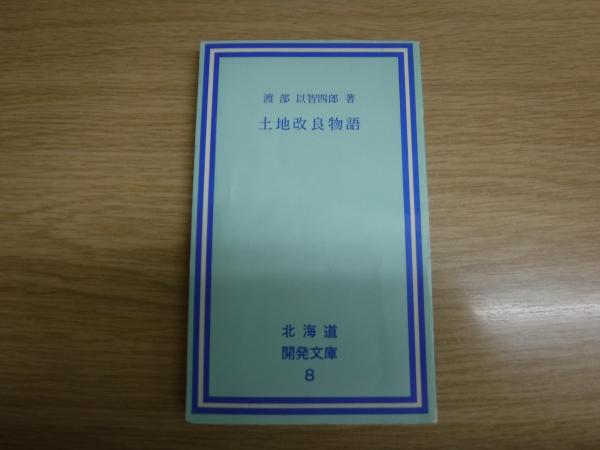 渡部 以智四郎 著
土地改良物語
北海道
開発文庫
8